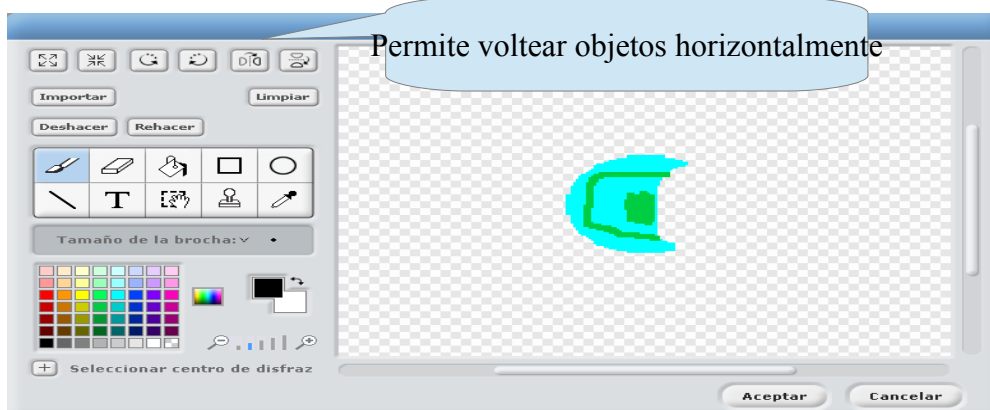 Permite voltear objetos horizontalmente
Importar Limpiar
Deshacer Rehacer
T
Tamaño de la brocha:
Seleccionar centro de disfraz
Aceptar Cancelar